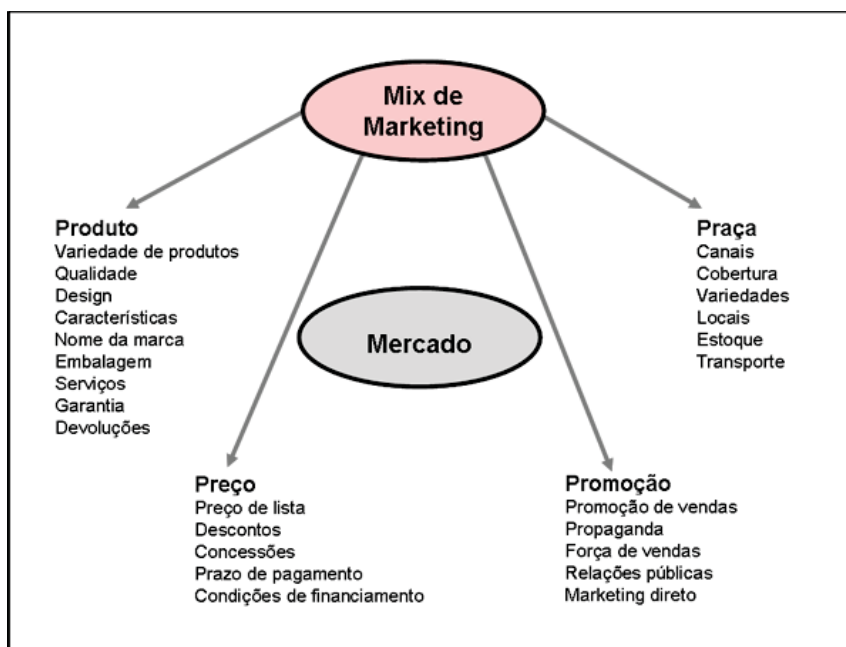 Mix de
Marketing
Produto
Variedade de produtos
Qualidade
Design
Características
Nome da marca
Embalagem
Serviços
Garantia
Devoluções
Mercado
Praça
Canais
Cobertura
Variedades
Locais
Estoque
Transporte
Preço
Preço de lista
Descontos
Concessões
Prazo de pagamento
Condições de financiamento
Promoção
Promoção de vendas
Propaganda
Força de vendas
Relações públicas
Marketing direto